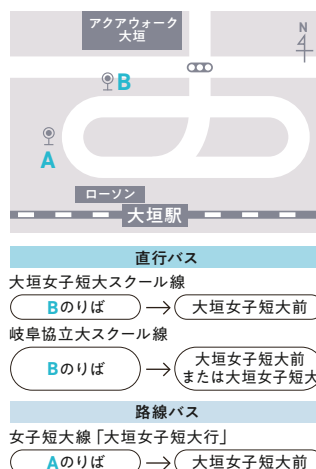 アクアウォーク
大垣
N
4
B
A
ローソン
大垣駅
直行バス
大垣女子短大スクール線
Bのりば
大垣女子短大前
岐阜協立大スクール線
Bのりば
大垣女子短大前
または大垣女子短大
路線バス
女子短大線「大垣女子短大行」
Aのりば
大垣女子短大前